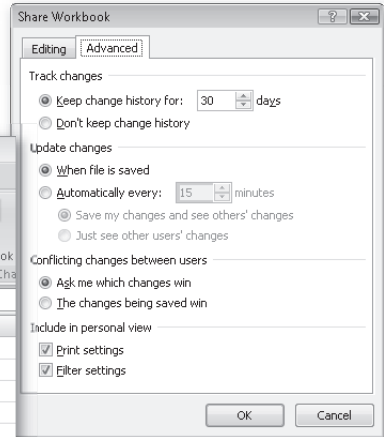 Share Workbook
Editing
Advanced
Track changes
Keep change history for: 30 days
Don't keep change history
Update changes
When file is saved
Automatically every: 15 minutes
Save my changes and see others' changes
Just see other users' changes
Conflicting changes between users
Ask me which changes win
The changes being saved win
Include in personal view
Print settings
Filter settings
OK
Cancel
ok
Cha